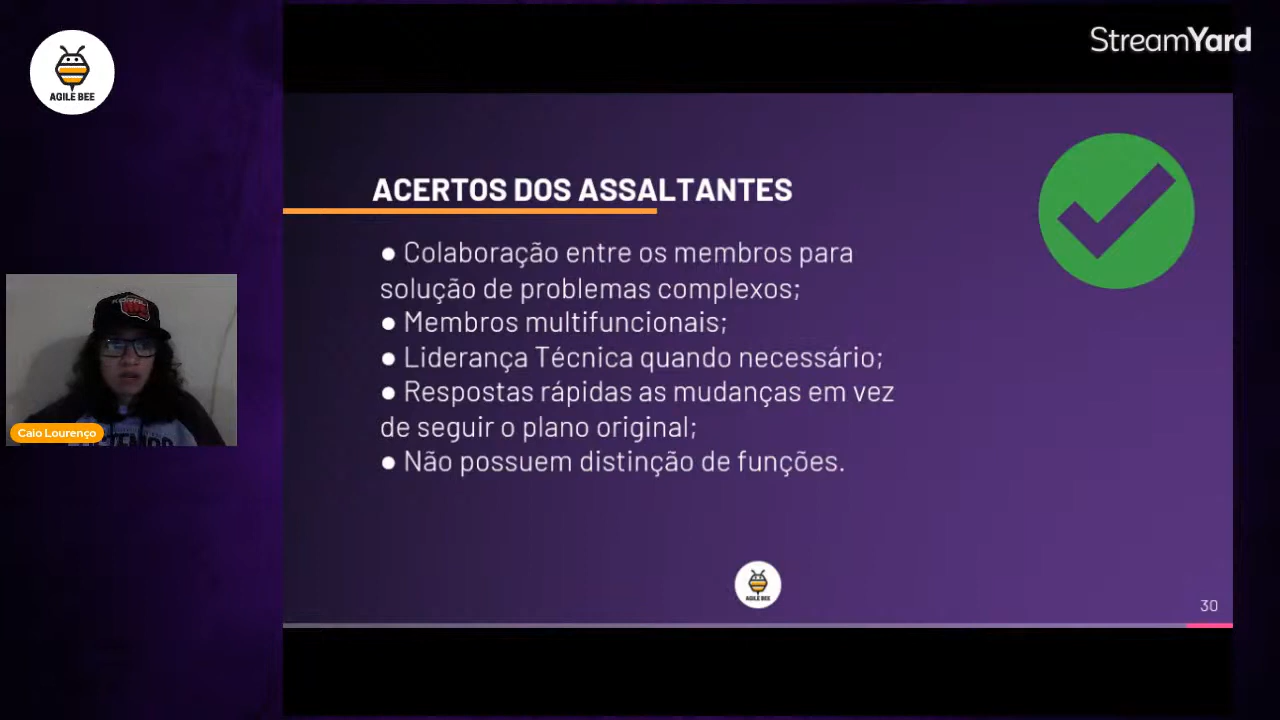 AGILE BEE
StreamYard
ACERTOS DOS ASSALTANTES
● Colaboração entre os membros para
solução de problemas complexos;
● Membros multifuncionais;
● Liderança Técnica quando necessário;
● Respostas rápidas as mudanças em vez
de seguir o plano original;
● Não possuem distinção de funções.
Caio Lourenço
AGILE BEE
30